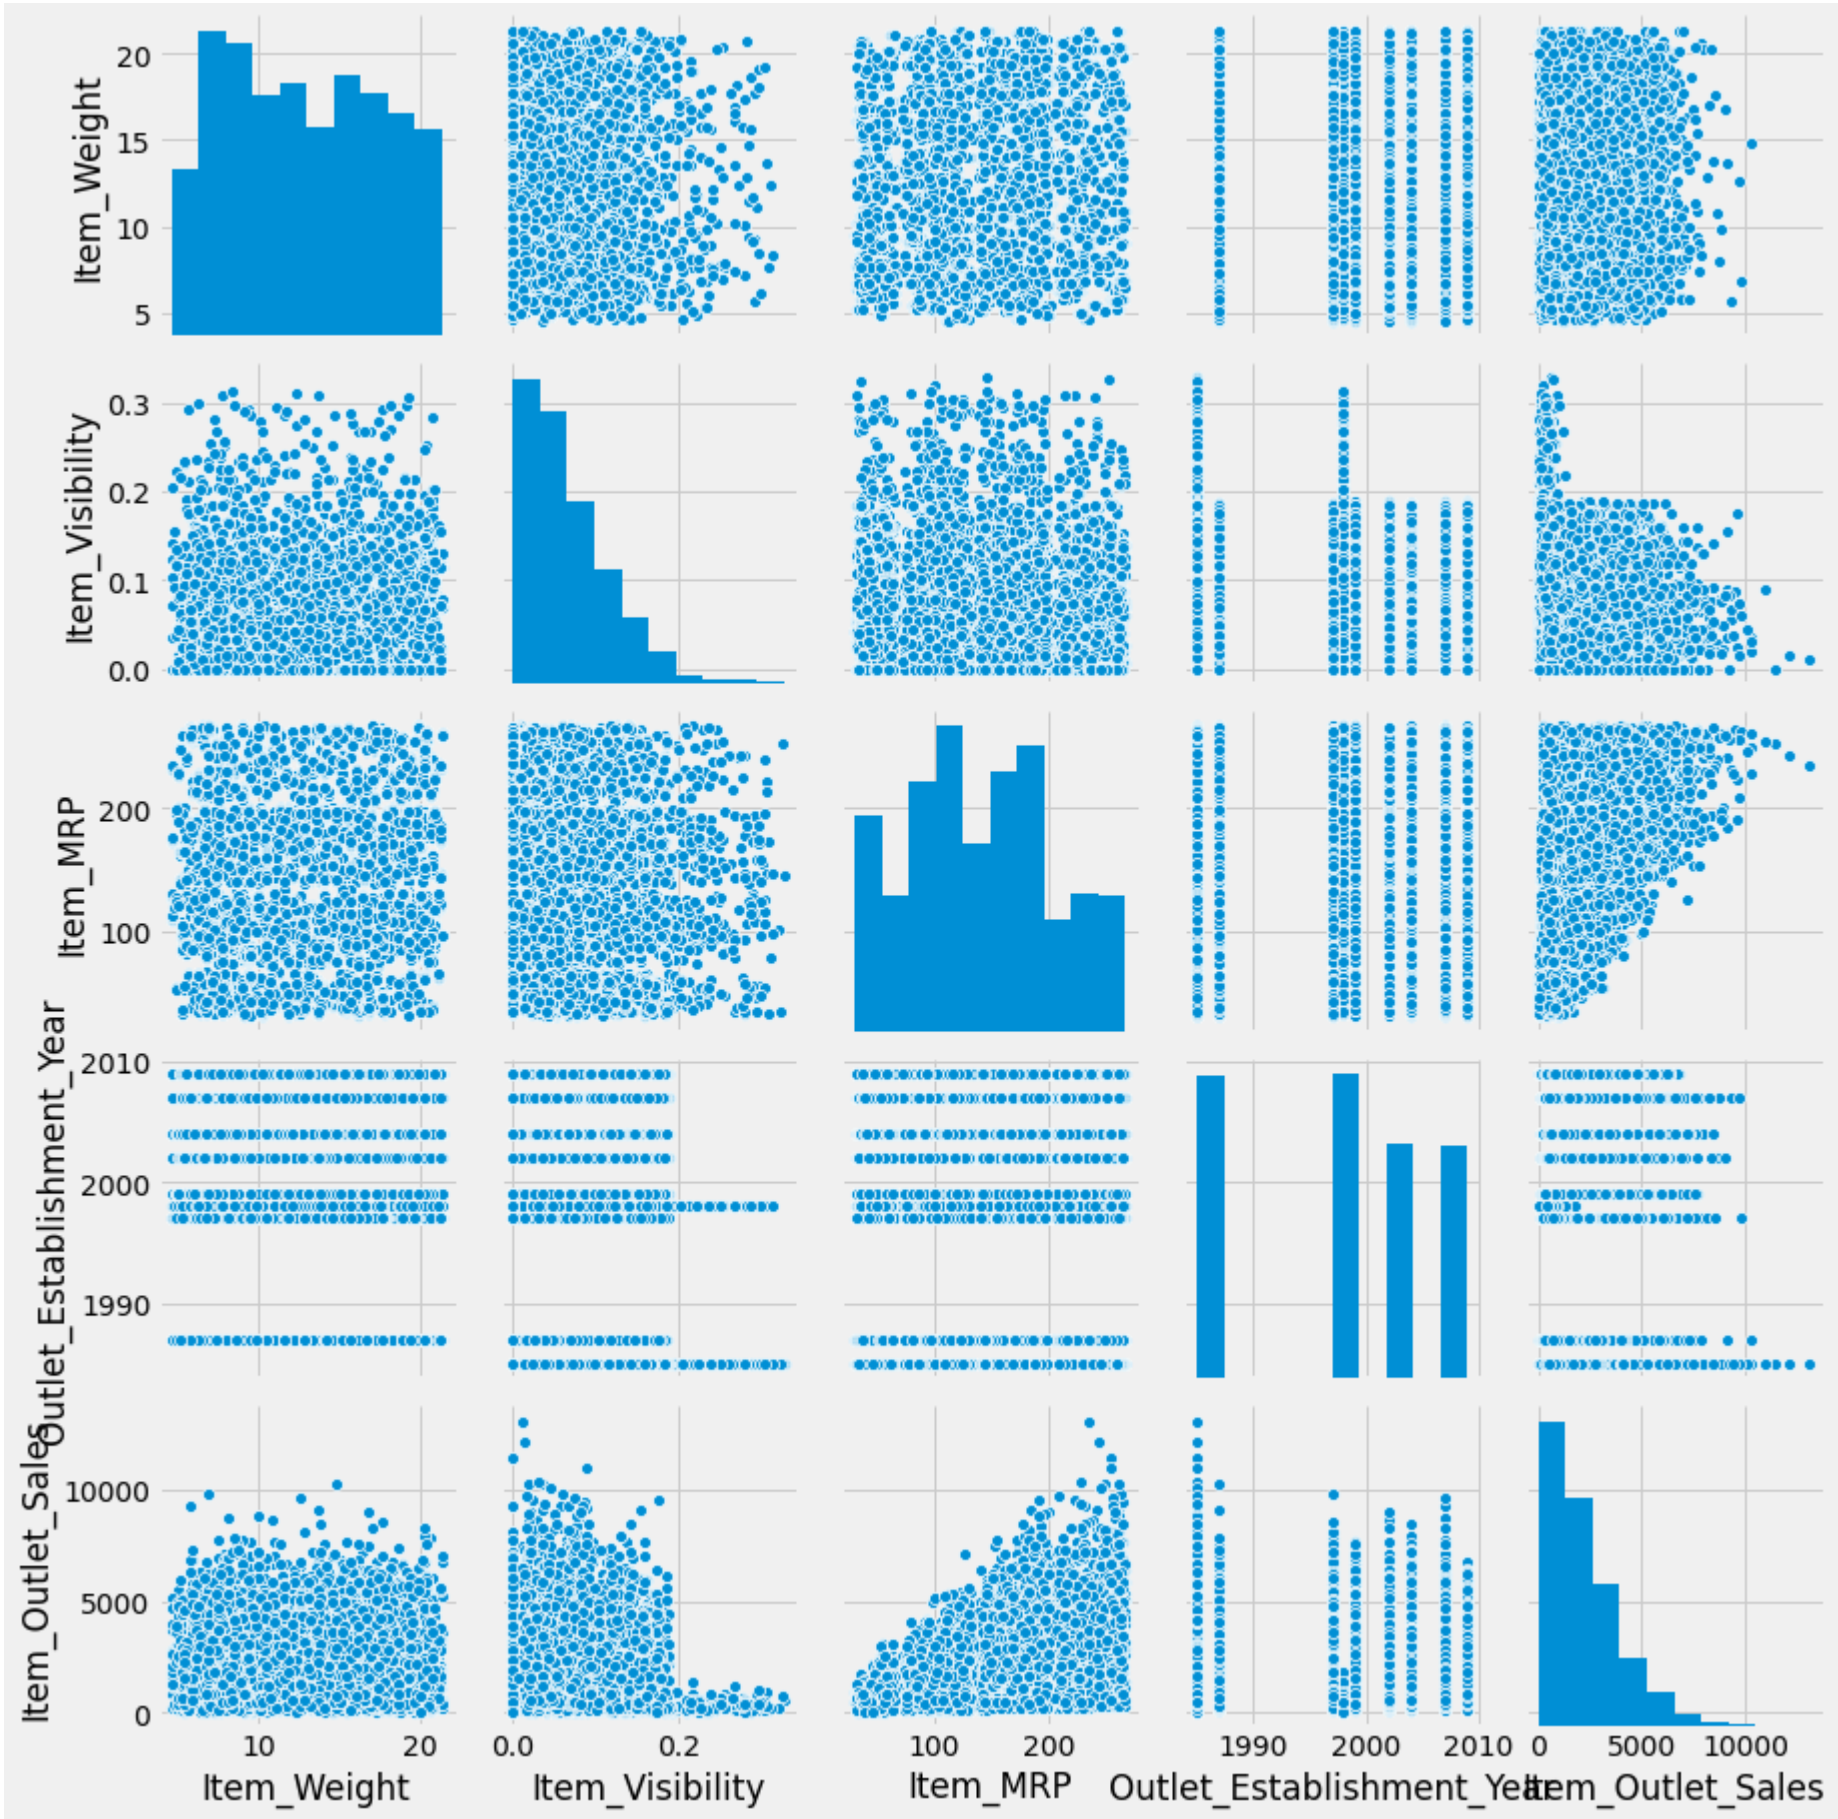 Item_Weight
20
15
10
5
Item_Visibility
0.3
0.2
0.1
0.0
Item_MRP
200
100
Outlet_Establishment_Year
2010
2000
1990
Item_Outlet_Sales
10000
5000
0
10 20 0.0 0.2 100 200 1990 2000 2010 0 5000 10000
Item_Weight Item_Visibility Item_MRP Outlet_Establishment_Year Item_Outlet_Sales